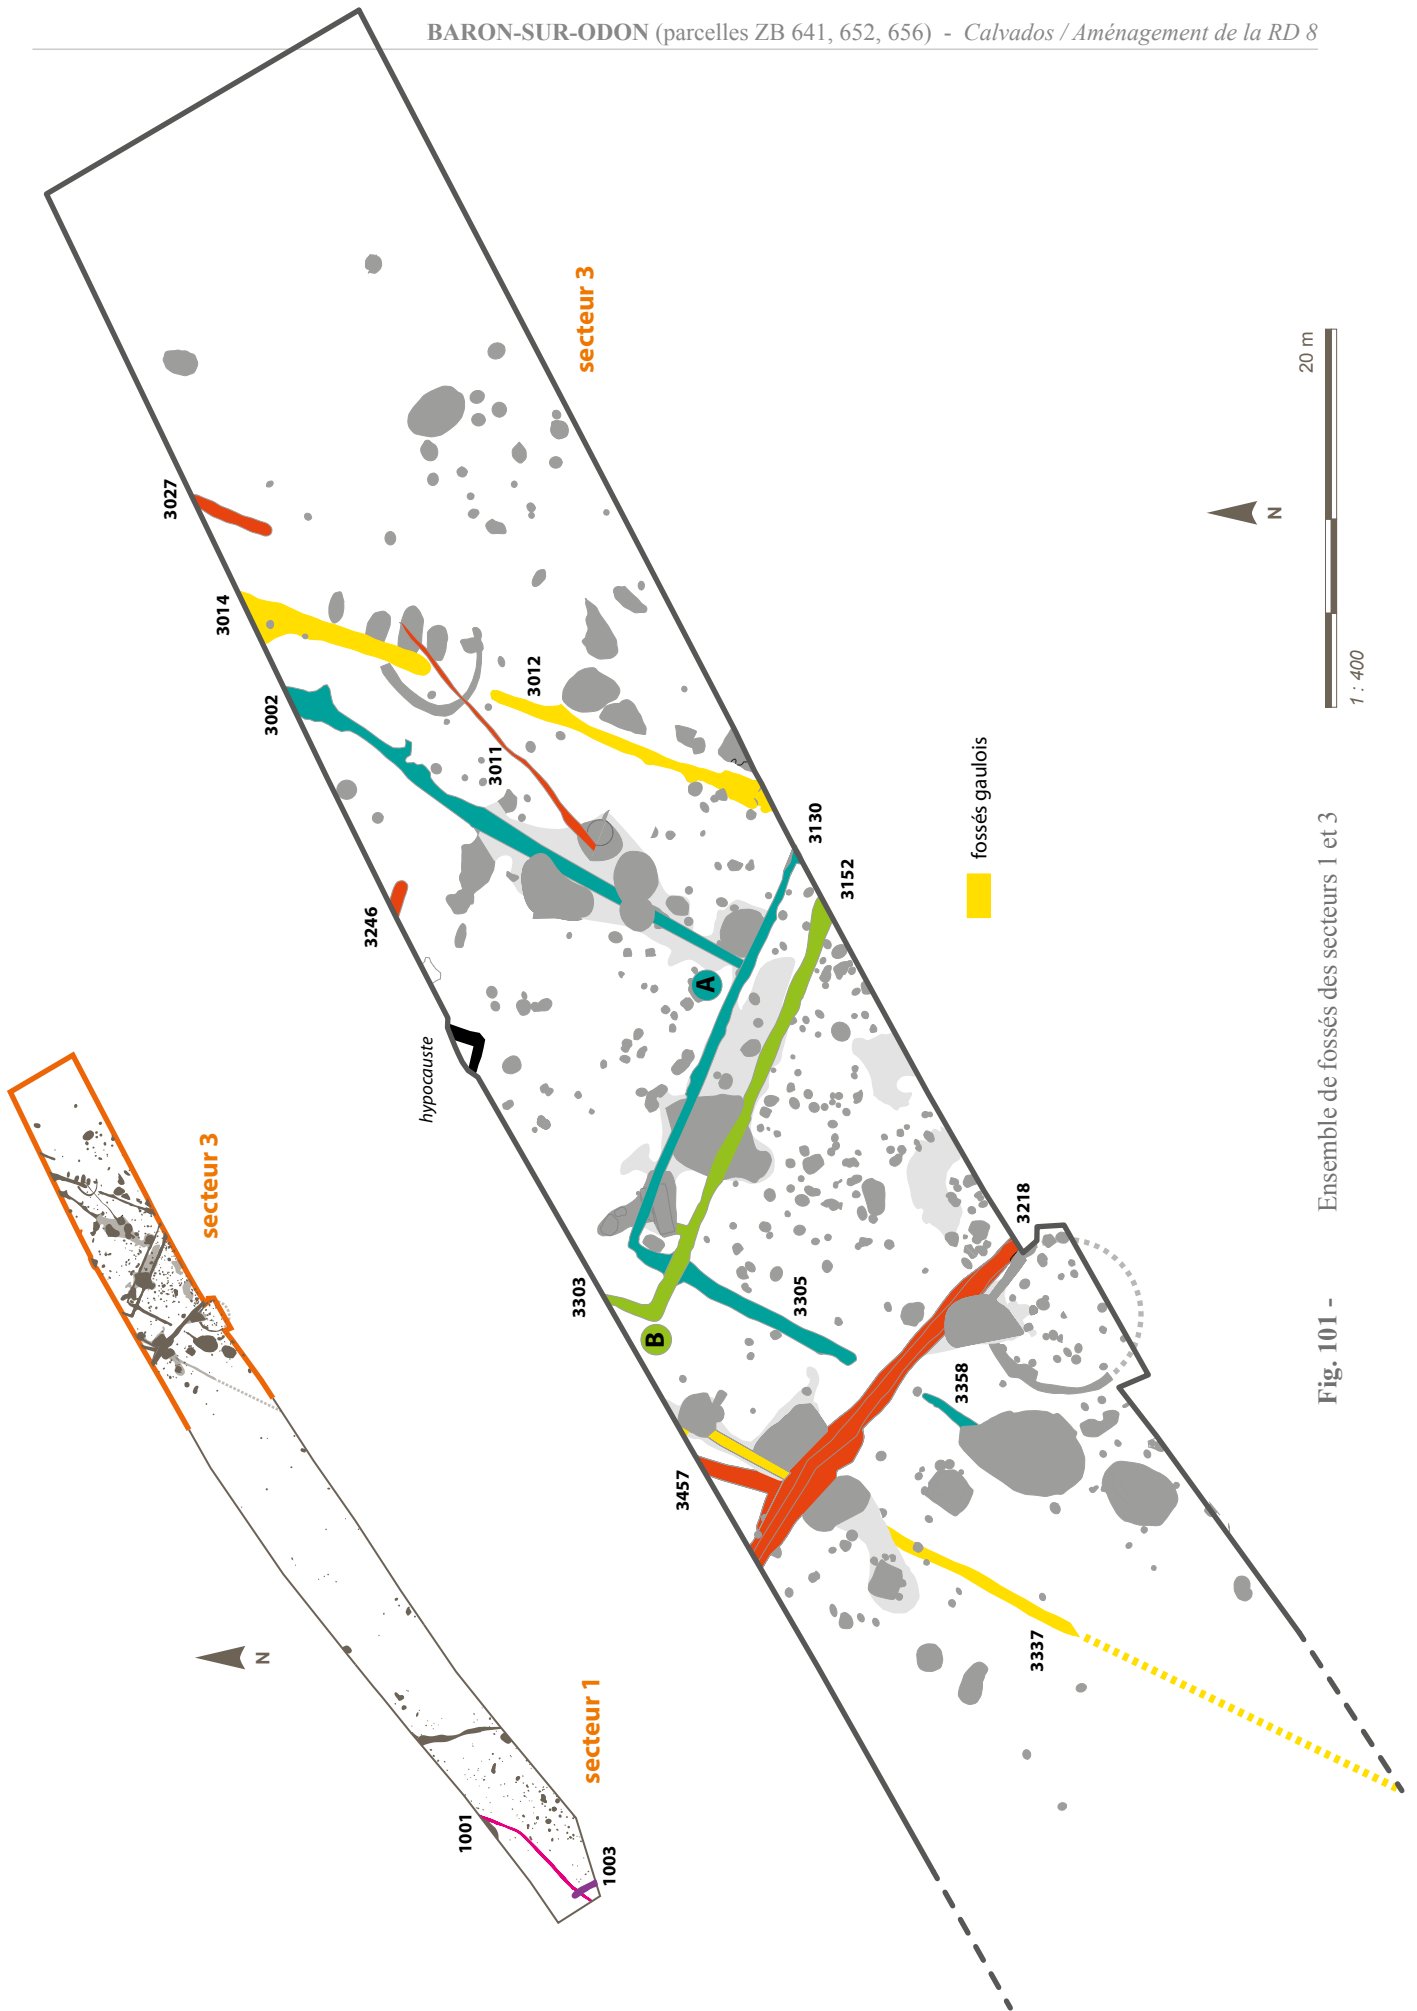 BARON-SUR-ODON (parcelles ZB 641, 652, 656) - Calvados / Aménagement de la RD 8
secteur 3
3027
3014
3002
3012
3011
3246
3130
3152
A
hypocauste
3303
B
3305
3218
3358
3457
3337
secteur 3
N
secteur 1
1001
1003
fossés gaulois
N
20 m
1 : 400
Fig. 101 - Ensemble de fossés des secteurs 1 et 3